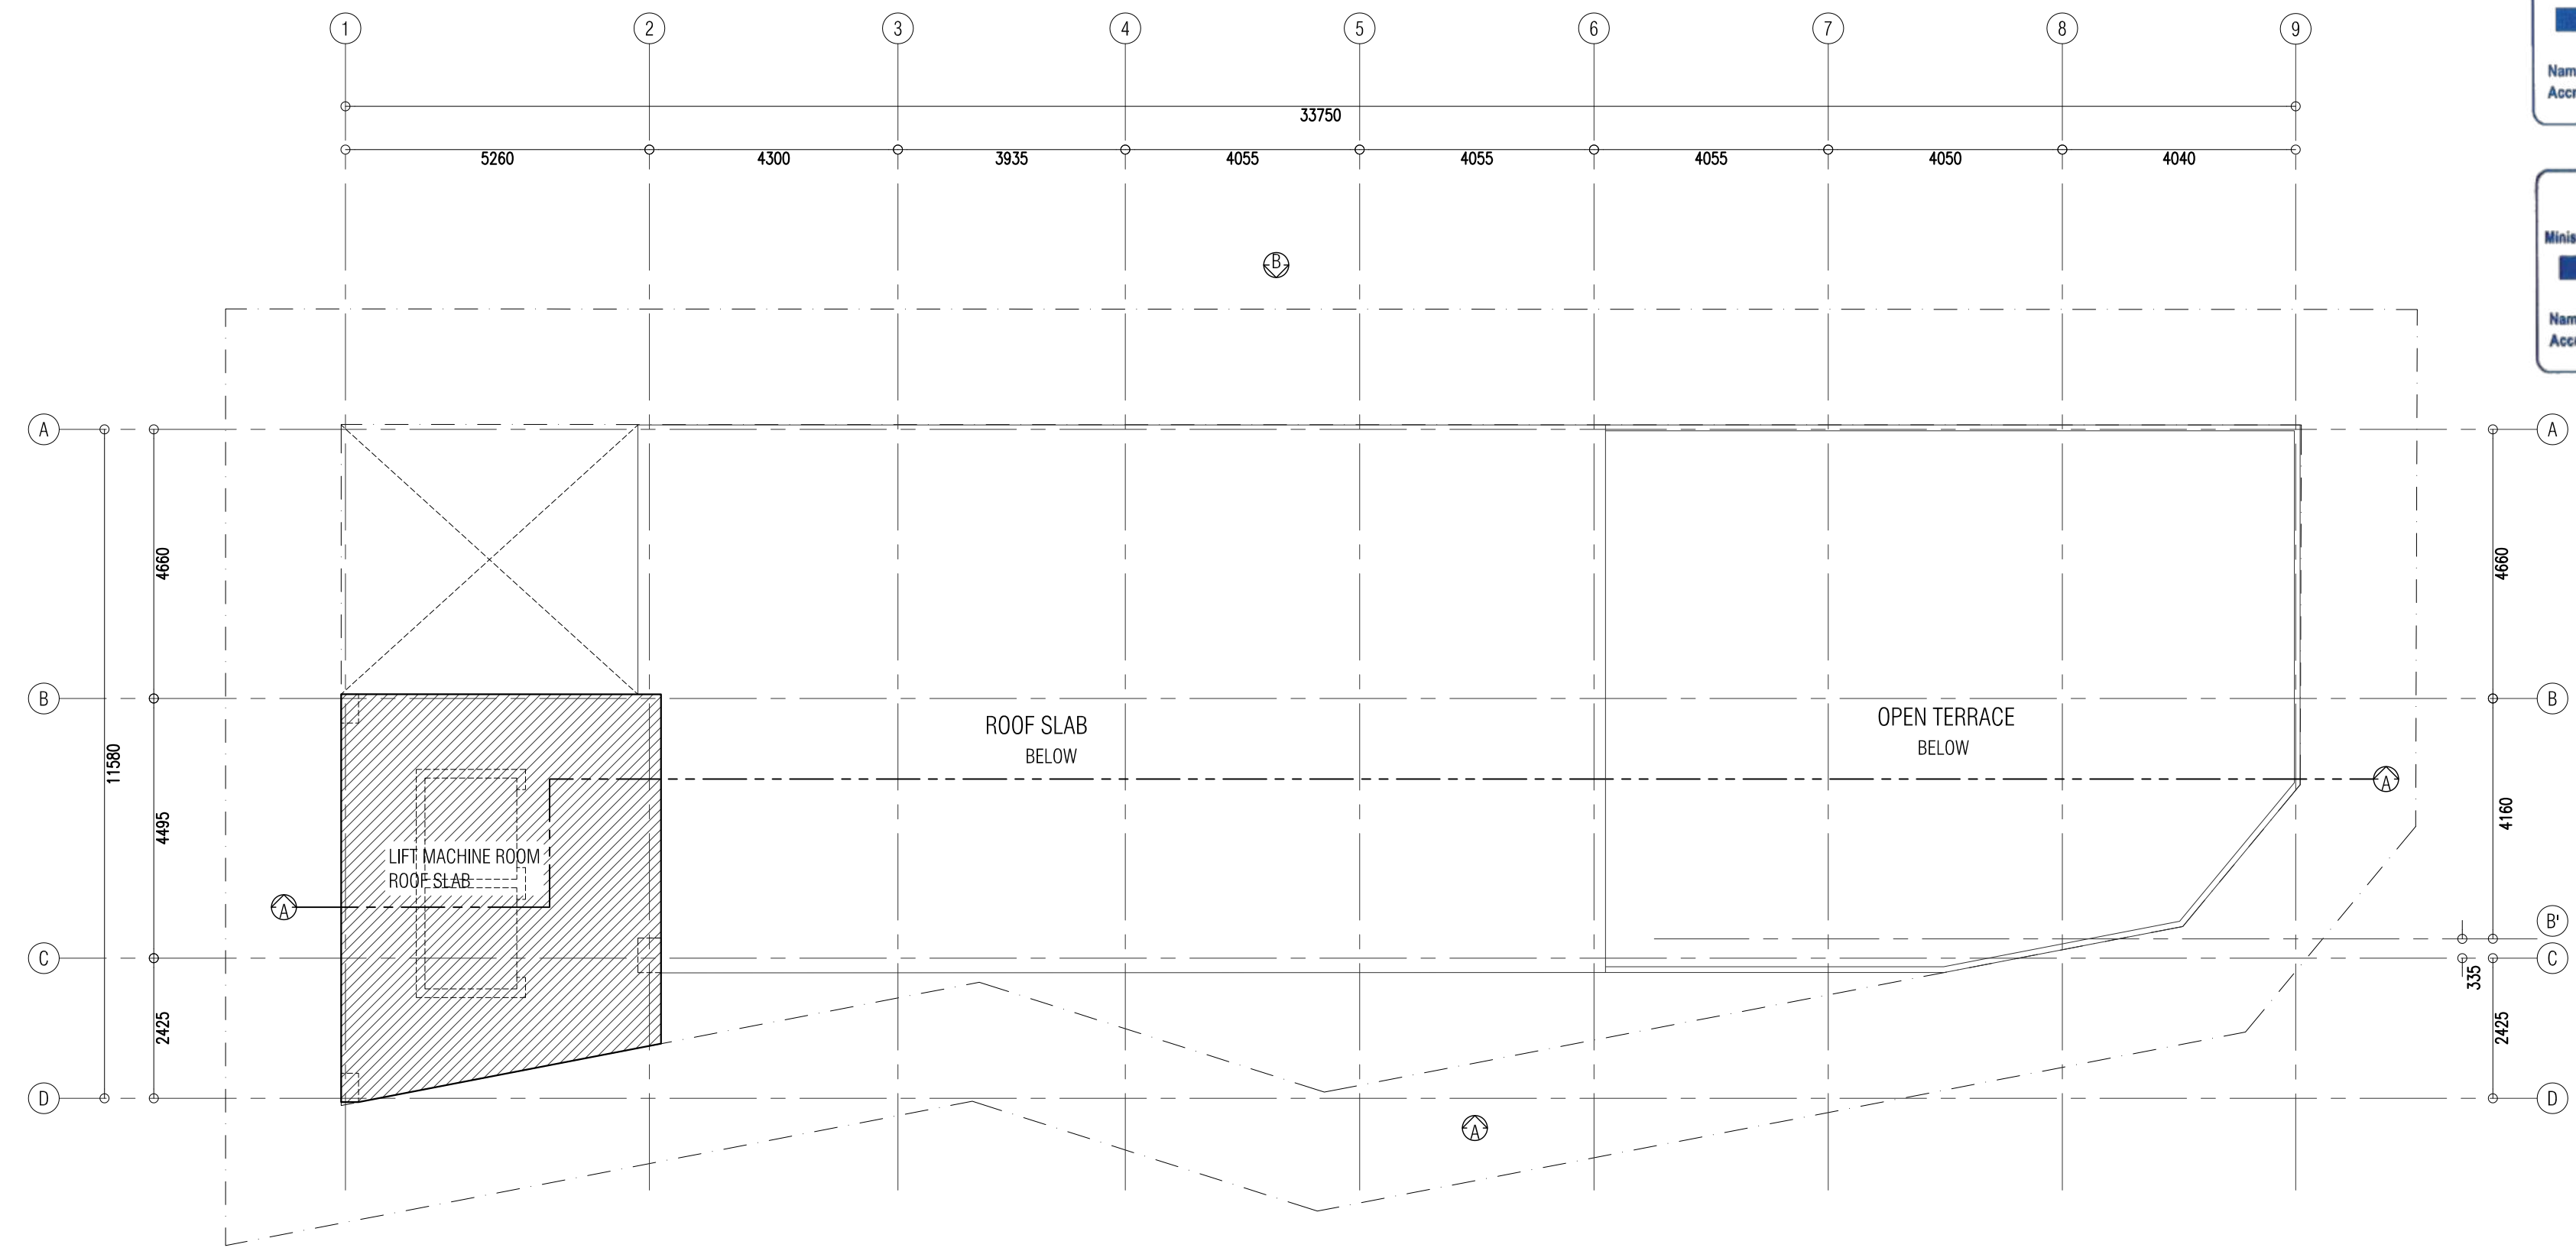 1 2 3 4 5 6 7 8 9
33750
5260 4300 3935 4055 4055 4055 4050 4040
Minis
B
A A
4660 4660
B B
ROOF SLAB
BELOW
OPEN TERRACE
BELOW
11580
A
4495 4160
LIFT MACHINE ROOM
ROOF SLAB
A
B'
C C
335
2425 2425
D D
A